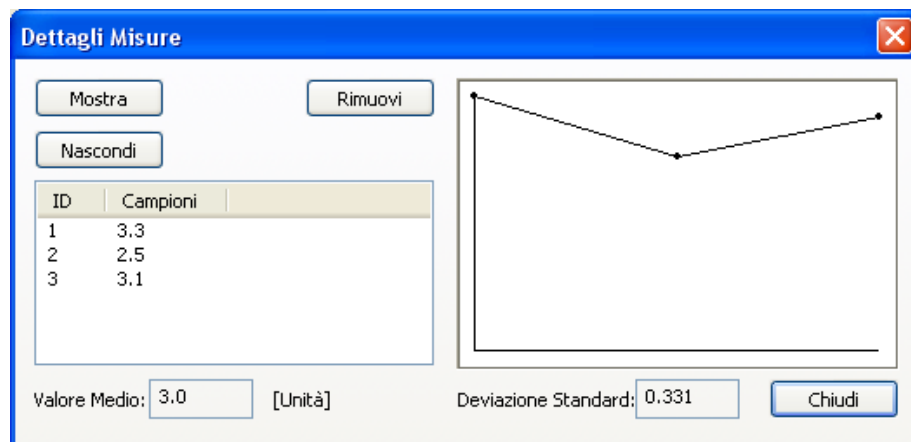 Dettagli Misure
Mostra
Rimuovi
Nascondi
ID Campioni
1 3.3
2 2.5
3 3.1
Valore Medio: 3.0 [Unità] Deviazione Standard: 0.331 Chiudi